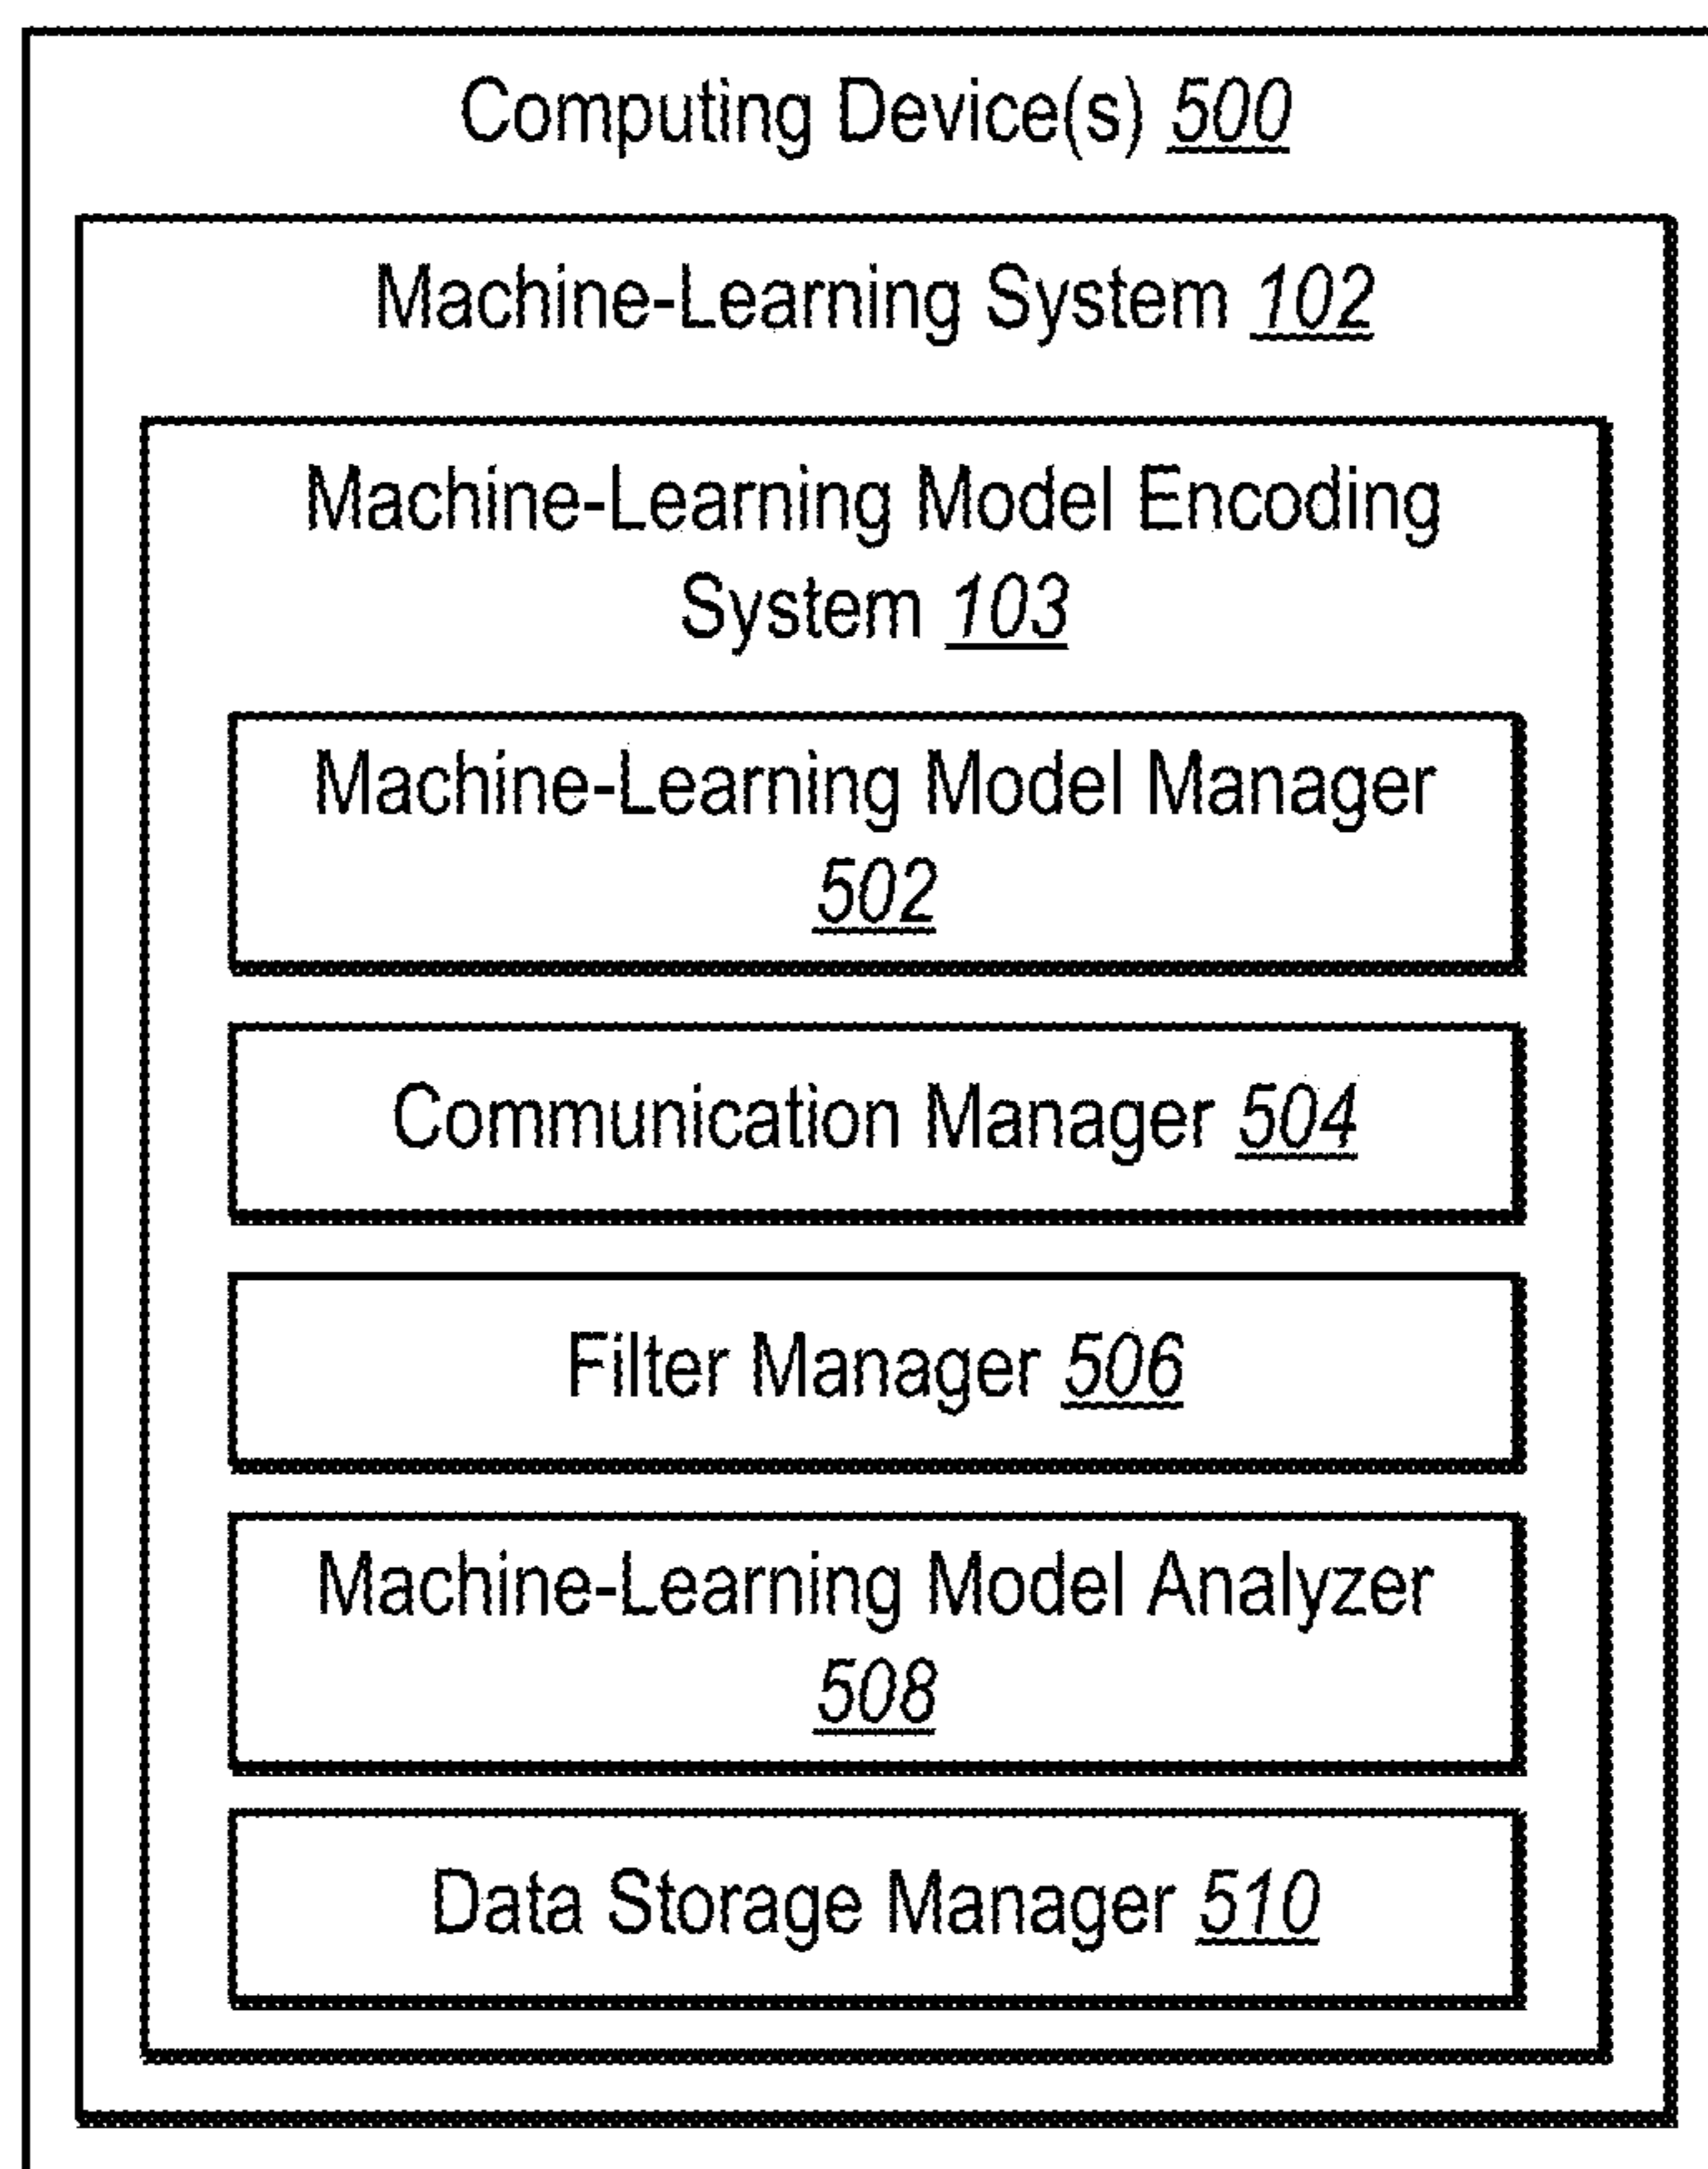 Computing Device(s) 500
Machine-Learning System 102
Machine-Learning Model Encoding
System 103
Machine-Learning Model Manager
502
Communication Manager 504
Filter Manager 506
Machine-Learning Model Analyzer
508
Data Storage Manager 510